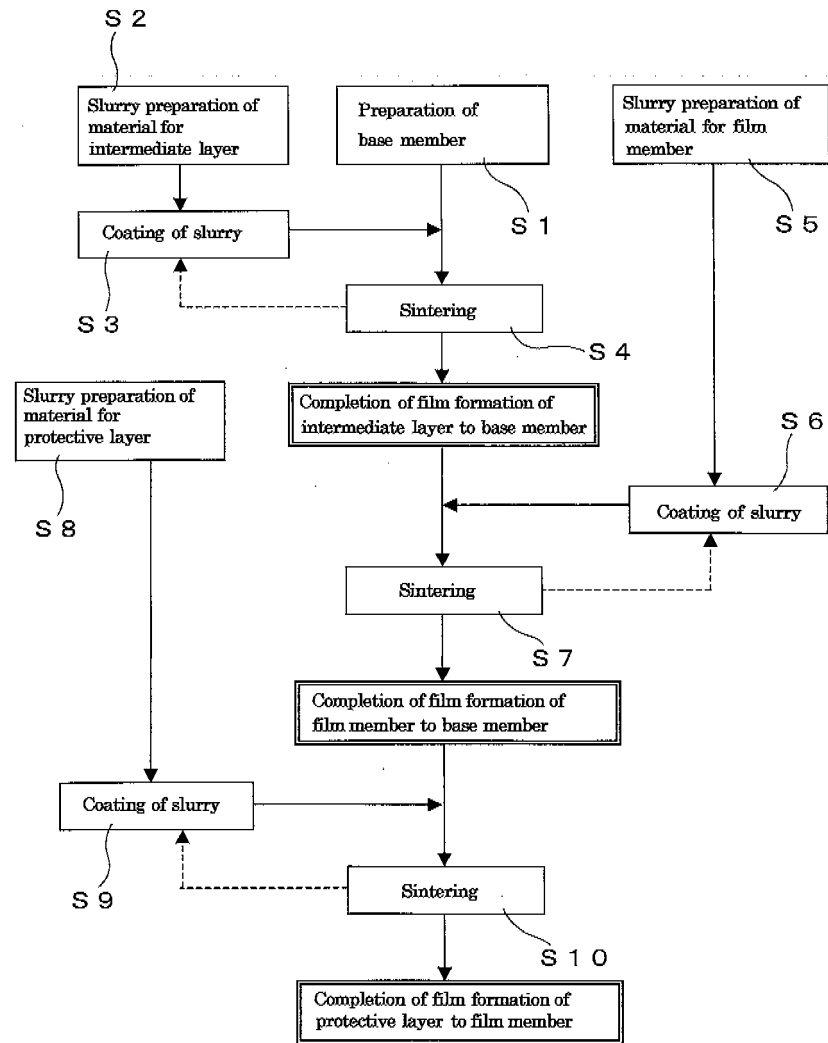 S 2
Slurry preparation of
material for
intermediate layer
Preparation of
base member
Slurry preparation of
material for film
member
S 1
S 5
Coating of slurry
S 3
Sintering
S 4
Slurry preparation of
material for
protective layer
Completion of film formation of
intermediate layer to base member
S 6
S 8
Coating of slurry
Sintering
S 7
Completion of film formation of
film member to base member
Coating of slurry
S 9
Sintering
S 1 0
Completion of film formation of
protective layer to film member